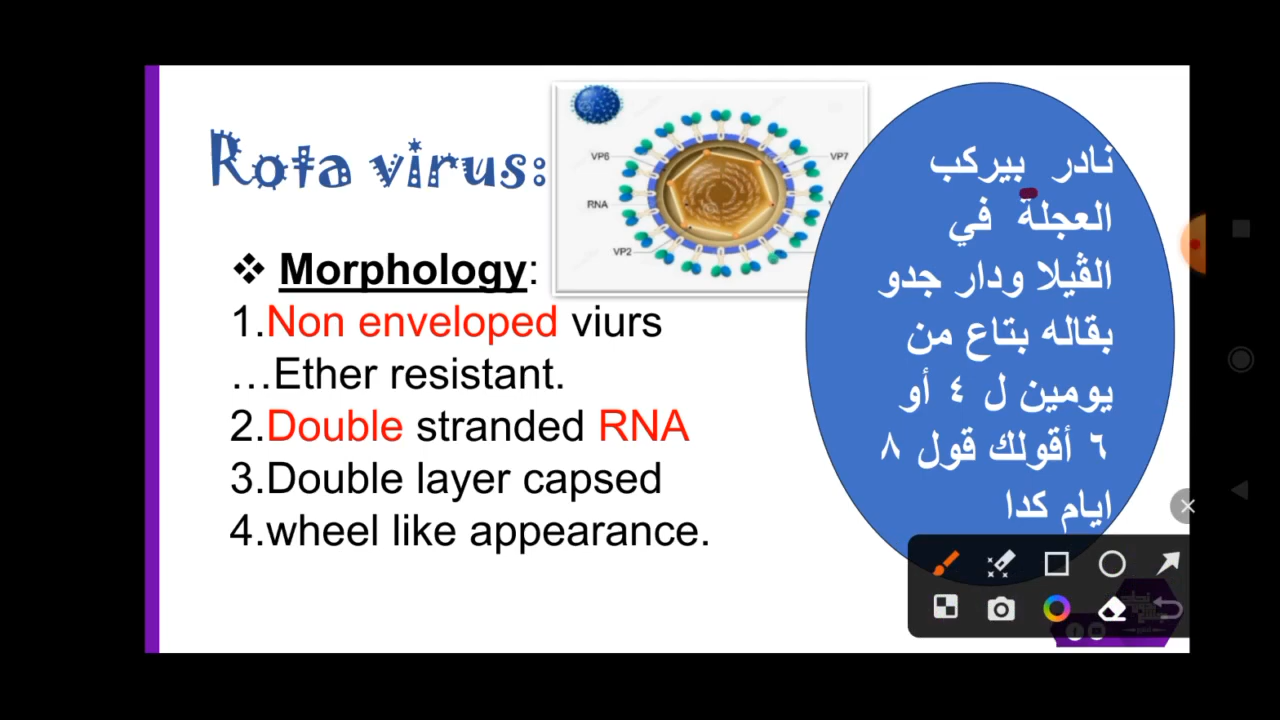 Rota virus:
VP6
VP7
RNA
VP2
❖ Morphology:
1.Non enveloped viurs
…Ether resistant.
2.Double stranded RNA
3.Double layer capsed
4.wheel like appearance.
نادر بيركب
العجلة في
الڤيلا ودار جدو
بقاله بتاع من
يومين ل ٤ أو
٦ أقولك قول ٨
ايام كدا